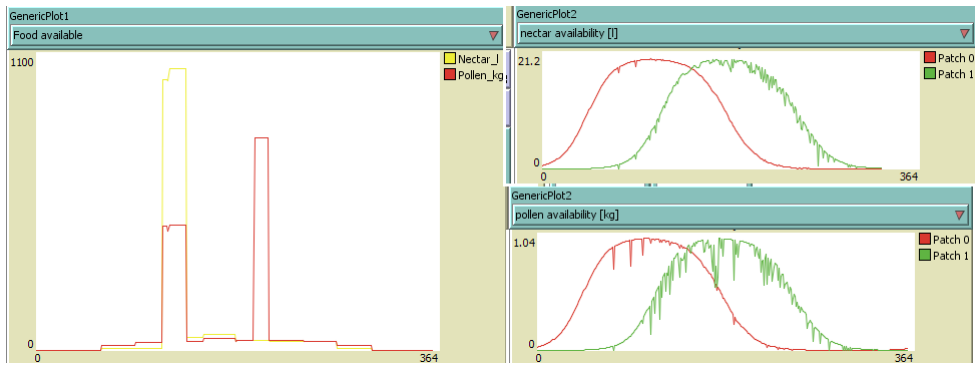 GenericPlot1
Food available
1100
0
0
364
Nectar_l
Pollen_kg
GenericPlot2
nectar availability [l]
21.2
0
0
364
Patch 0
Patch 1
GenericPlot2
pollen availability [kg]
1.04
0
0
364
Patch 0
Patch 1